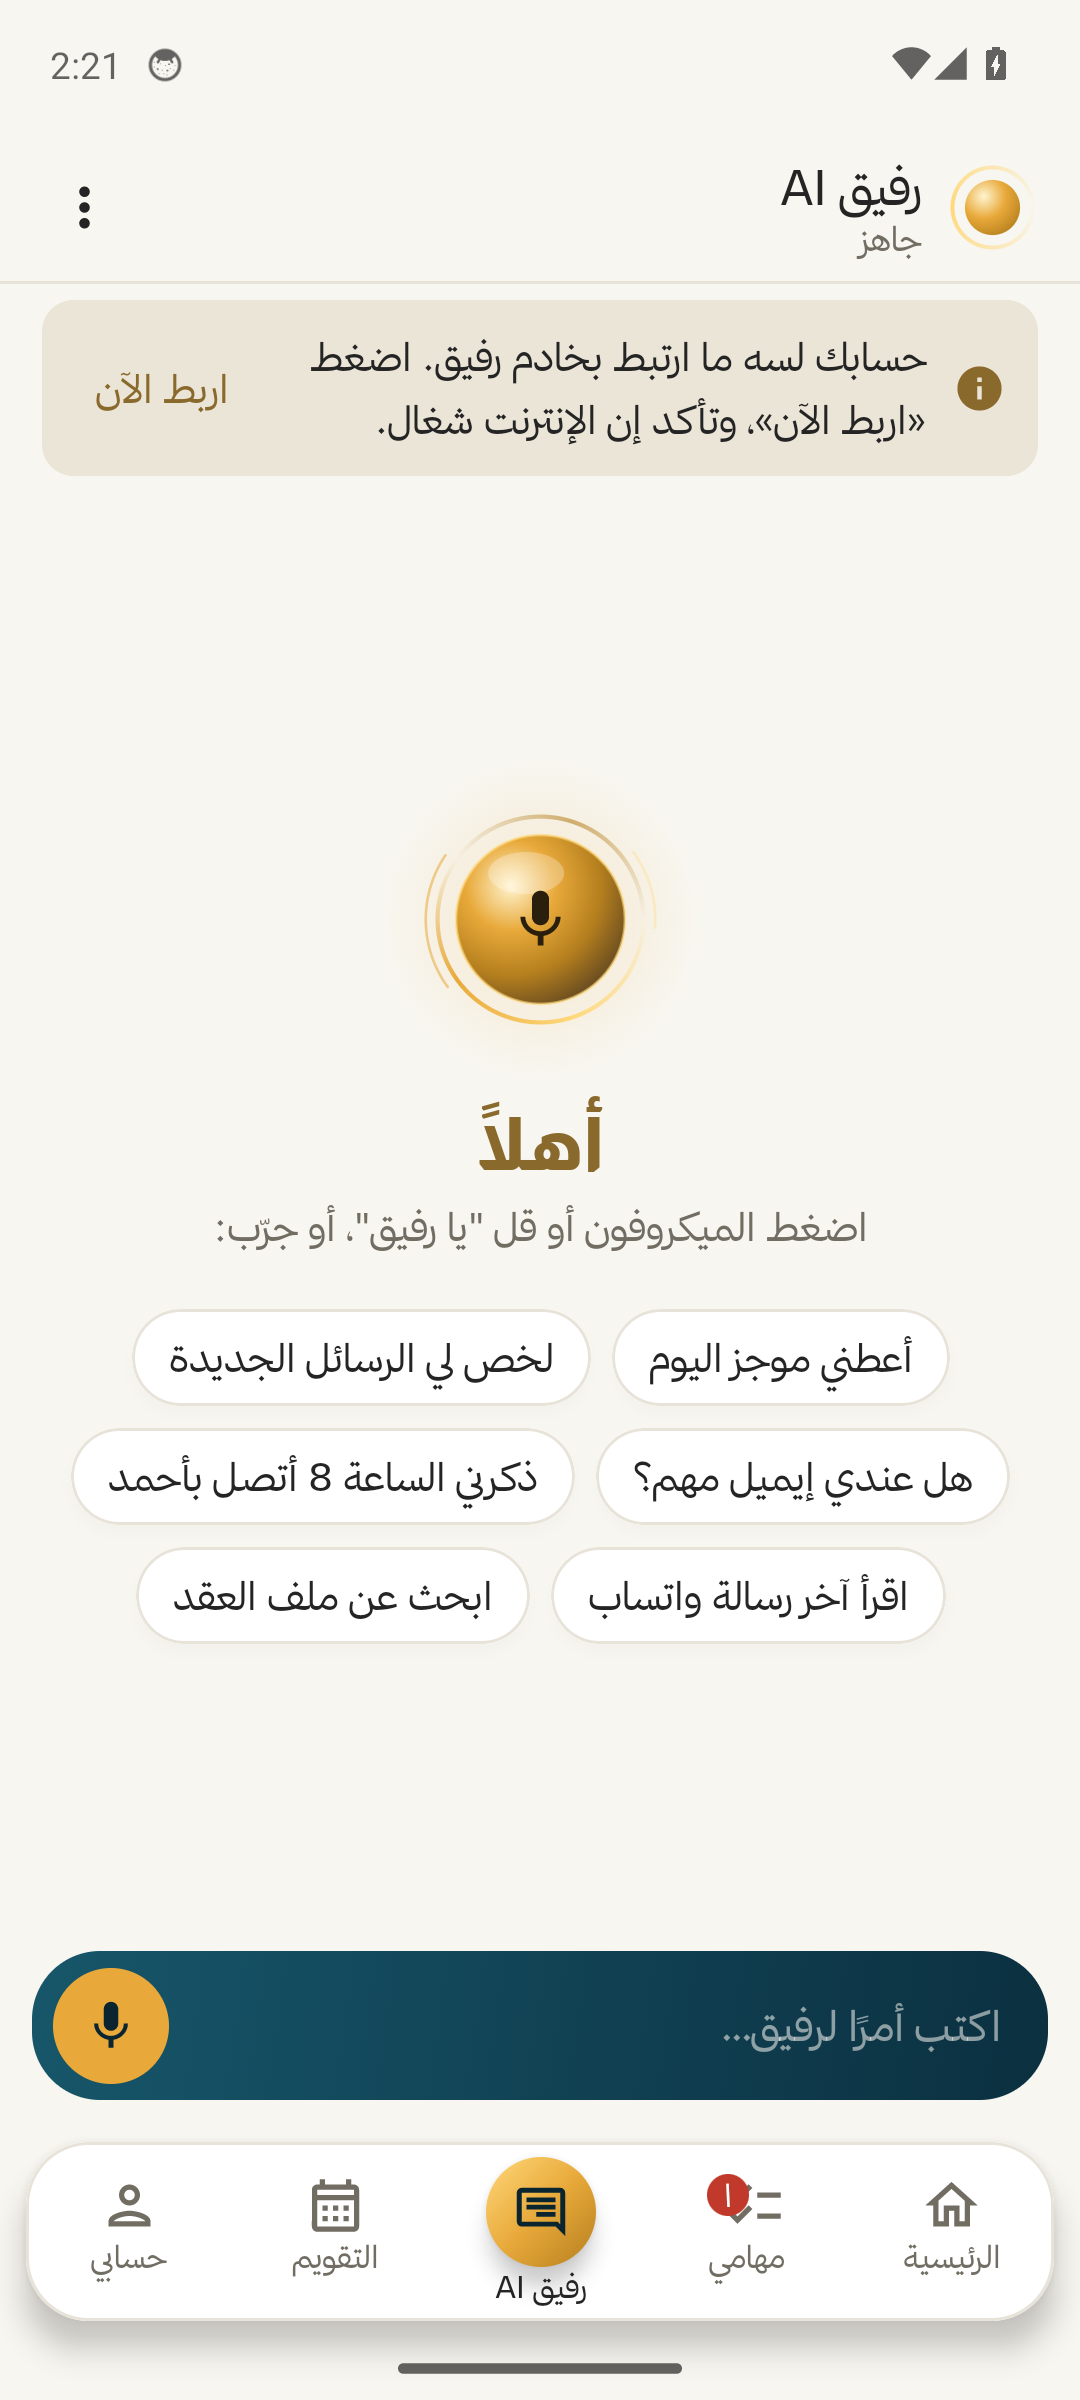 2:21
رفيق AI
جاهز
حسابك لسه ما ارتبط بخادم رفيق. اضغط
«اربط الآن»، وتأكد إن الإنترنت شغال.
اربط الآن
أهلاً
اضغط الميكروفون أو قل "يا رفيق"، أو جرّب:
أعطني موجز اليوم
لخص لي الرسائل الجديدة
هل عندي إيميل مهم؟
ذكرني الساعة 8 أتصل بأحمد
اقرأ آخر رسالة واتساب
ابحث عن ملف العقد
اكتب أمرًا لرفيق...
الرئيسية
١
مهامي
رفيق AI
التقويم
حسابي